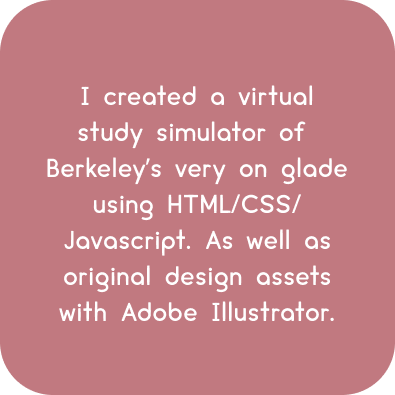 I created a virtual
study simulator of
Berkeley's very on glade
using HTML/CSS/
Javascript. As well as
original design assets
with Adobe Illustrator.